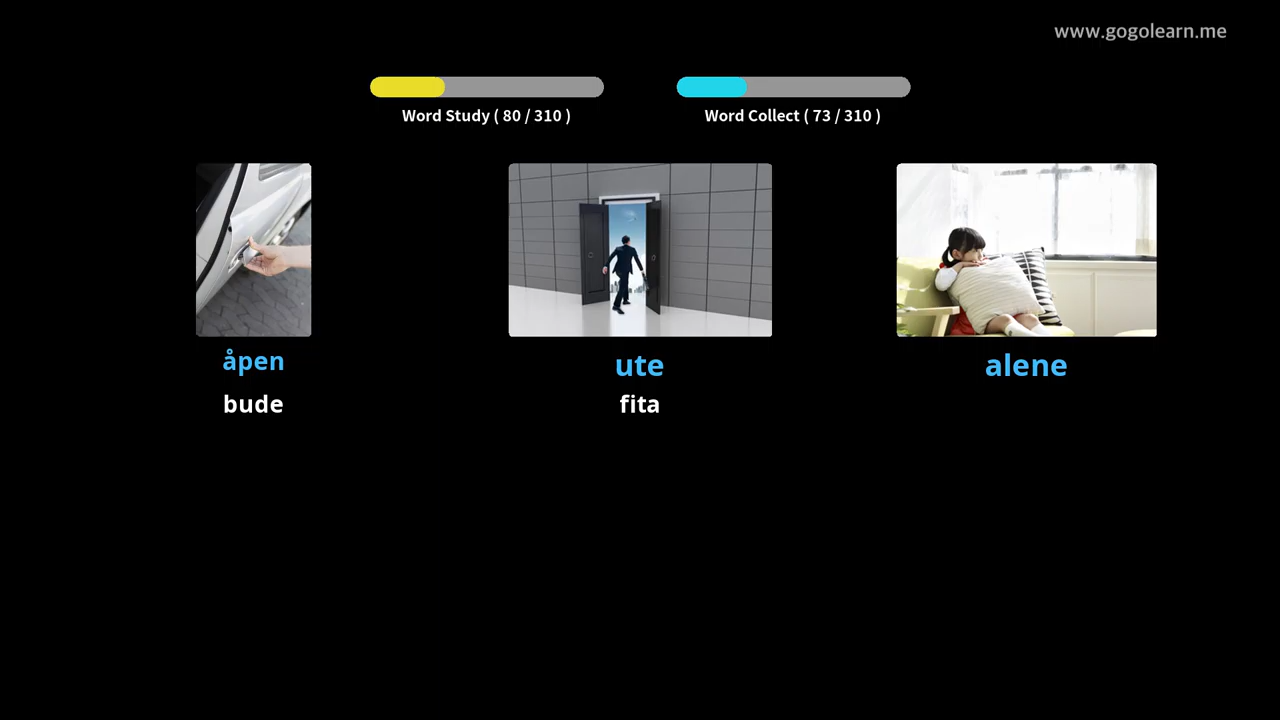 www.gogolearn.me
Word Study ( 80 / 310 )
Word Collect ( 73 / 310 )
åpen
bude
ute
fita
alene